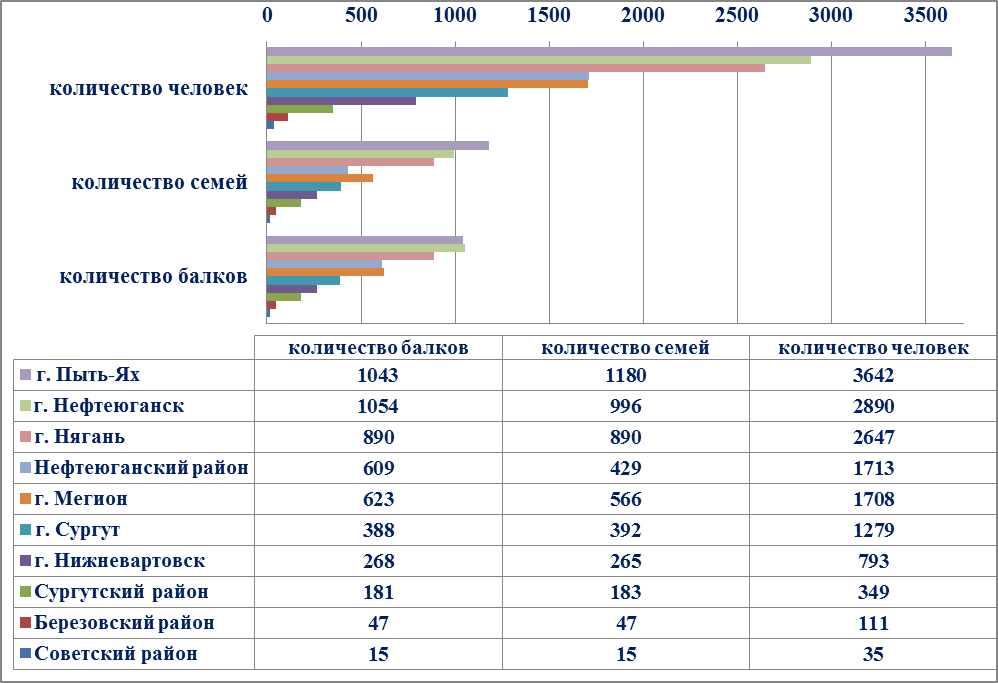 0 500 1000 1500 2000 2500 3000 3500
количество человек
количество семей
количество балков
количество балков количество семей количество человек
г. Пыть-Ях 1043 1180 3642
г. Нефтеюганск 1054 996 2890
г. Нягань 890 890 2647
Нефтеюганский район 609 429 1713
г. Мегион 623 566 1708
г. Сургут 388 392 1279
г. Нижневартовск 268 265 793
Сургутский район 181 183 349
Березовский район 47 47 111
Советский район 15 15 35